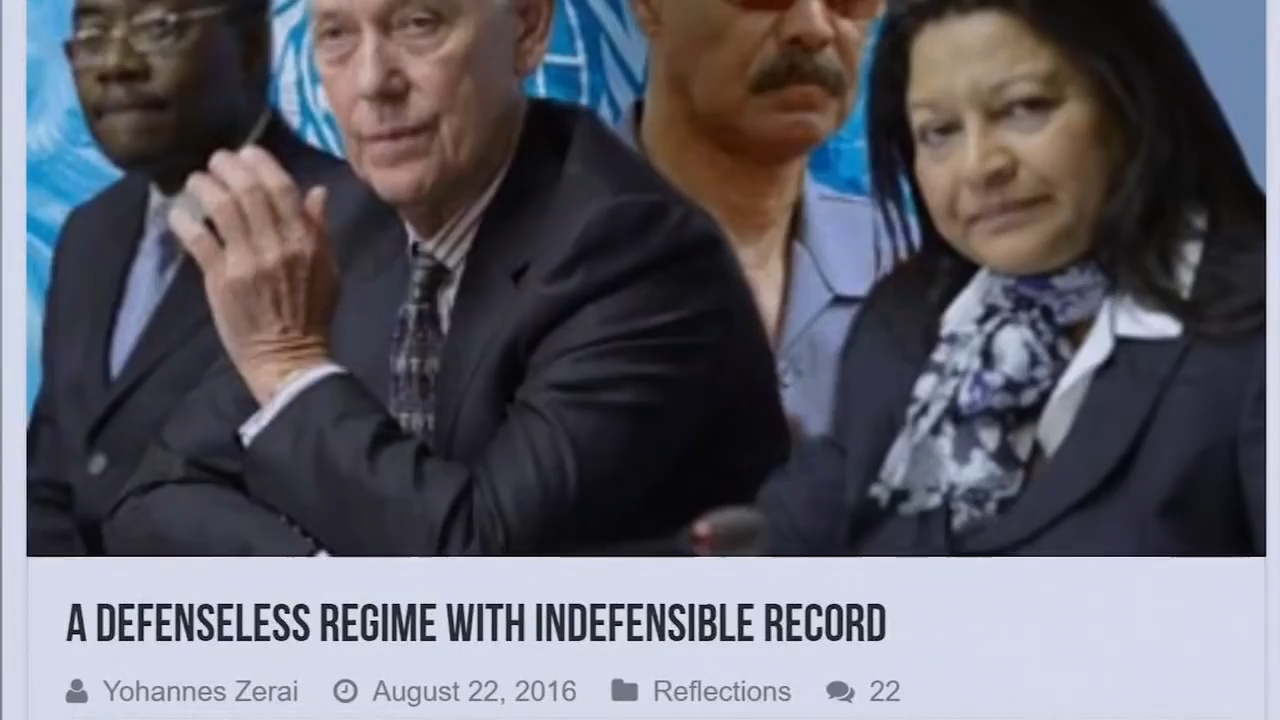 A DEFENSELESS REGIME WITH INDEFENSIBLE RECORD
Yohannes Zerai August 22, 2016 Reflections 22